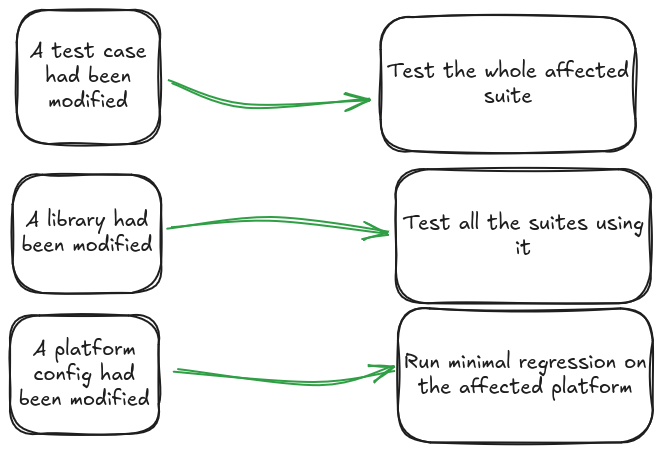 A test case
had been
modified
Test the whole affected
suite
A library had
been modified
Test all the suites using
it
A platform
config had
been modified
Run minimal regression on
the affected platform